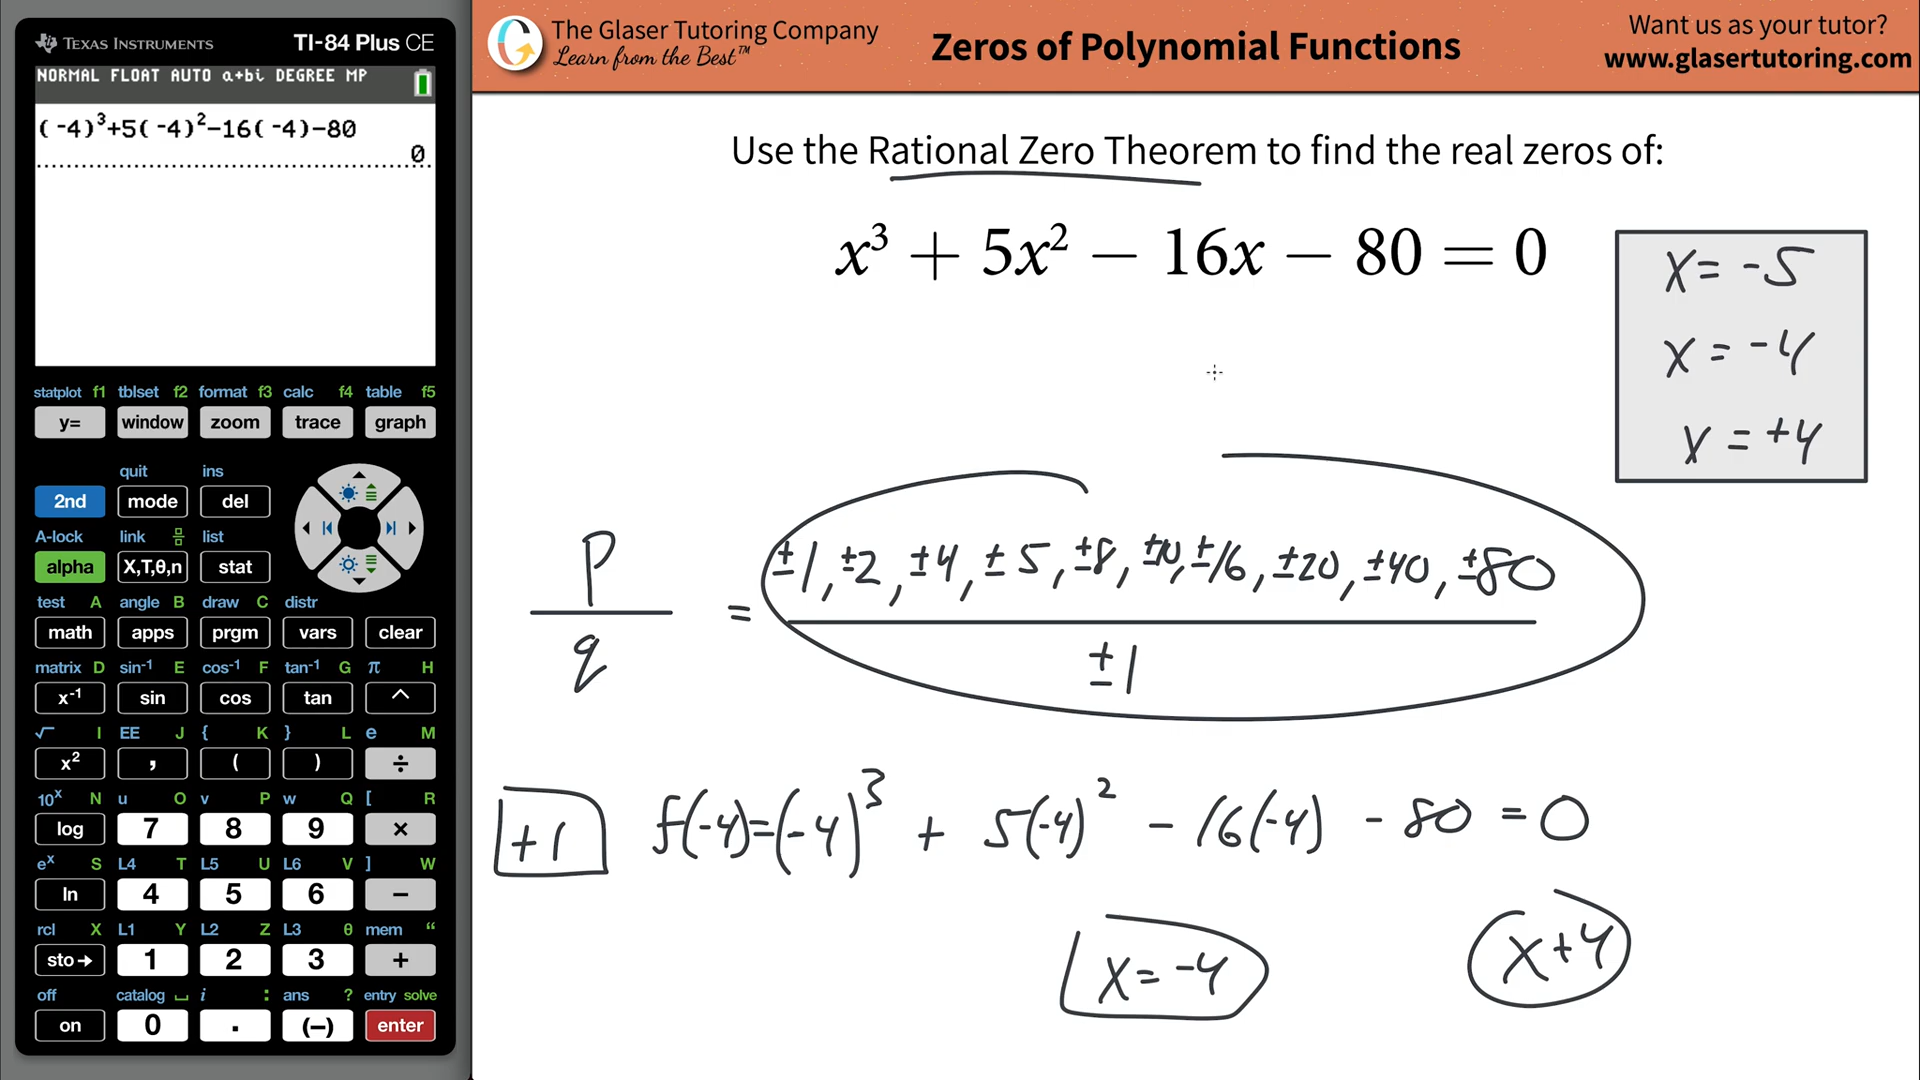 TEXAS INSTRUMENTS TI-84 Plus CE
NORMAL FLOAT AUTO a+bi DEGREE MP
(-4)³+5(-4)²-16(-4)-80
0
statplot f1 tblset f2 format f3 calc f4 table f5
y= window zoom trace graph
quit ins
2nd mode del
A-lock link list
alpha X,T,θ,n stat
test A angle B draw C distr
math apps prgm vars clear
matrix D sin⁻¹ E cos⁻¹ F tan⁻¹ G π H
x⁻¹ sin cos tan ^
√ I EE J { K } L e M
x² , ( ) ÷
10ˣ N u O v P w Q [ R
log 7 8 9 ×
eˣ S L4 T L5 U L6 V ] W
ln 4 5 6 −
rcl X L1 Y L2 Z L3 θ mem “
sto→ 1 2 3 +
off catalog ⎵ i : ans ? entry solve
on 0 . (−) enter
The Glaser Tutoring Company
Learn from the Best™
Zeros of Polynomial Functions
Want us as your tutor?
www.glasertutoring.com
Use the Rational Zero Theorem to find the real zeros of:
x³ + 5x² − 16x − 80 = 0
x = -5
x = -4
x = +4
P/q = ±1, ±2, ±4, ±5, ±8, ±10, ±16, ±20, ±40, ±80
±1
+1 f(-4)=(-4)³ + 5(-4)² - 16(-4) - 80 = 0
x = -4 x+4